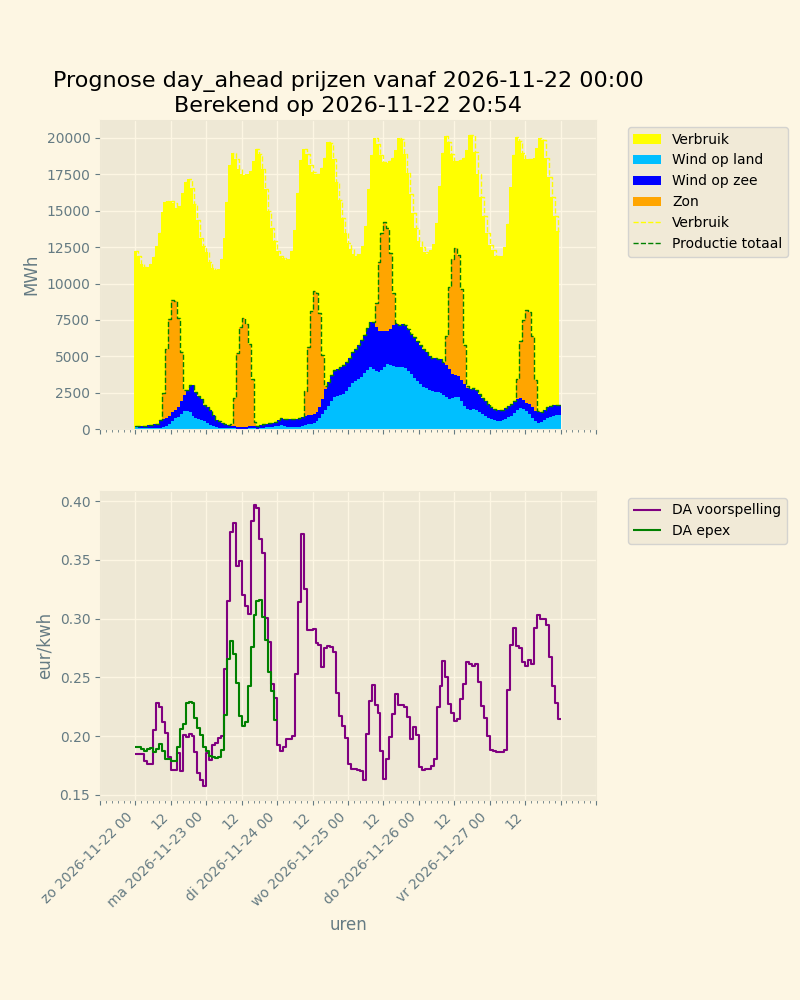 Prognose day_ahead prijzen vanaf 2026-11-22 00:00
Berekend op 2026-11-22 20:54
20000
17500
15000
12500
10000
7500
5000
2500
0
MWh
Verbruik
Wind op land
Wind op zee
Zon
Verbruik
Productie totaal
0.40
0.35
0.30
0.25
0.20
0.15
eur/kwh
DA voorspelling
DA epex
zo 2026-11-22 00
12
ma 2026-11-23 00
12
di 2026-11-24 00
12
wo 2026-11-25 00
12
do 2026-11-26 00
12
vr 2026-11-27 00
12
uren